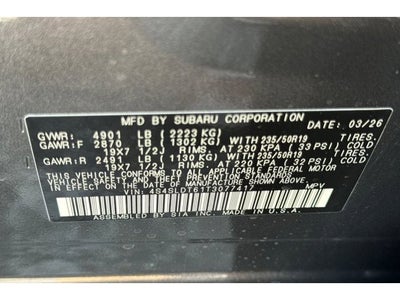 MFD BY SUBARU CORPORATION DATE: 03/26
GVWR: 4901 LB (2223 KG)
GAWR:F 2870 LB (1302 KG) WITH 235/50R19 TIRES.
19X7 1/2J RIMS. AT 230 KPA (33 PSI) COLD
GAWR:R 2491 LB (1130 KG) WITH 235/50R19 TIRES.
19X7 1/2J RIMS. AT 220 KPA (32 PSI) COLD
THIS VEHICLE CONFORMS TO ALL APPLICABLE FEDERAL MOTOR
VEHICLE SAFETY, BUMPER, AND THEFT PREVENTION STANDARDS
IN EFFECT ON THE DATE OF MANUFACTURE SHOWN ABOVE.
VIN: 4S4SLDT61T3077417 MPV
ASSEMBLED BY SIA INC. IN U.S.A.